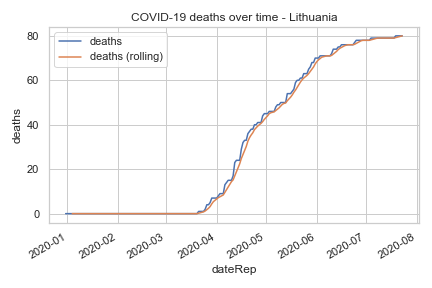 COVID-19 deaths over time - Lithuania
deaths
deaths (rolling)
80
60
40
20
0
deaths
2020-01
2020-02
2020-03
2020-04
2020-05
2020-06
2020-07
2020-08
dateRep